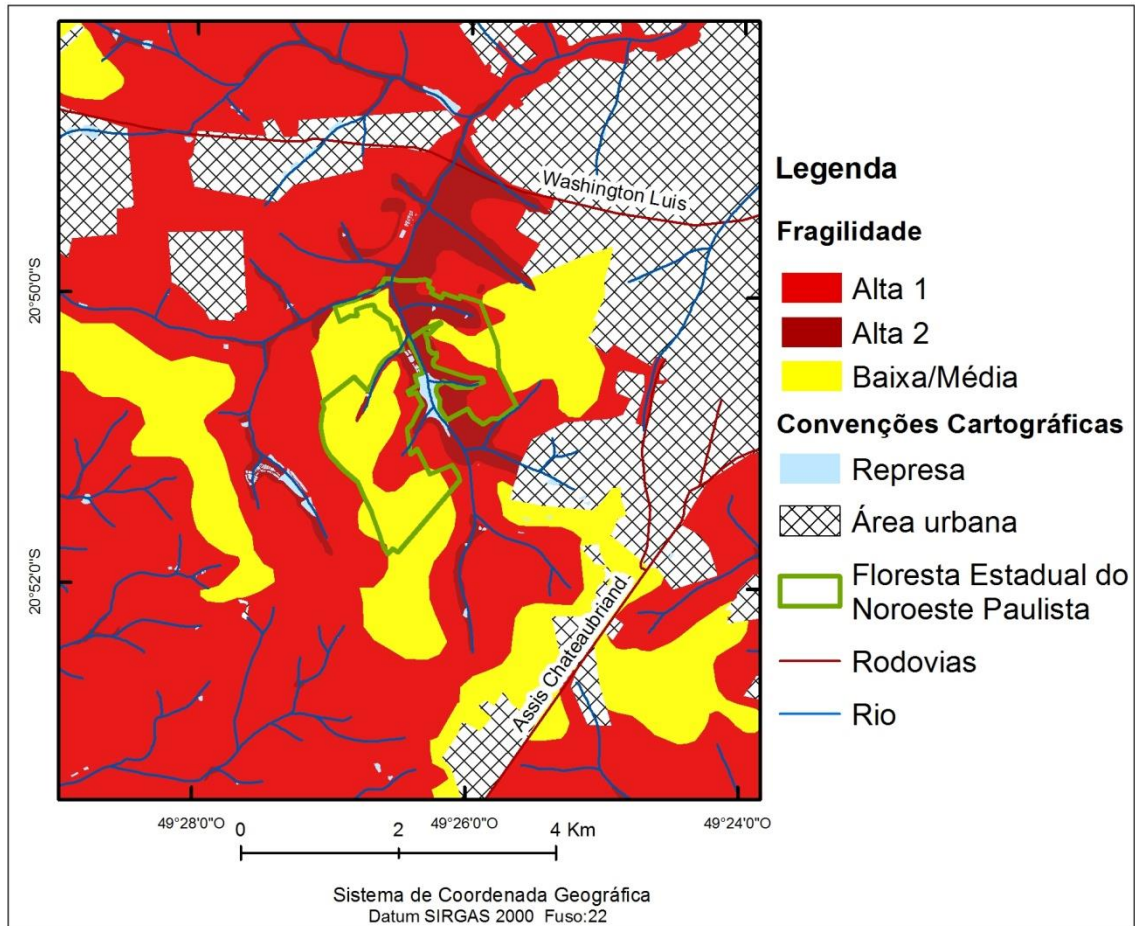 Washington Luis
Assis Chateaubriand
20°50'0"S
20°52'0"S
49°28'0"O
49°26'0"O
49°24'0"O
0
2
4 Km
Sistema de Coordenada Geográfica
Datum SIRGAS 2000 Fuso:22
Legenda
Fragilidade
Alta 1
Alta 2
Baixa/Média
Convenções Cartográficas
Represa
Área urbana
Floresta Estadual do
Noroeste Paulista
Rodovias
Rio